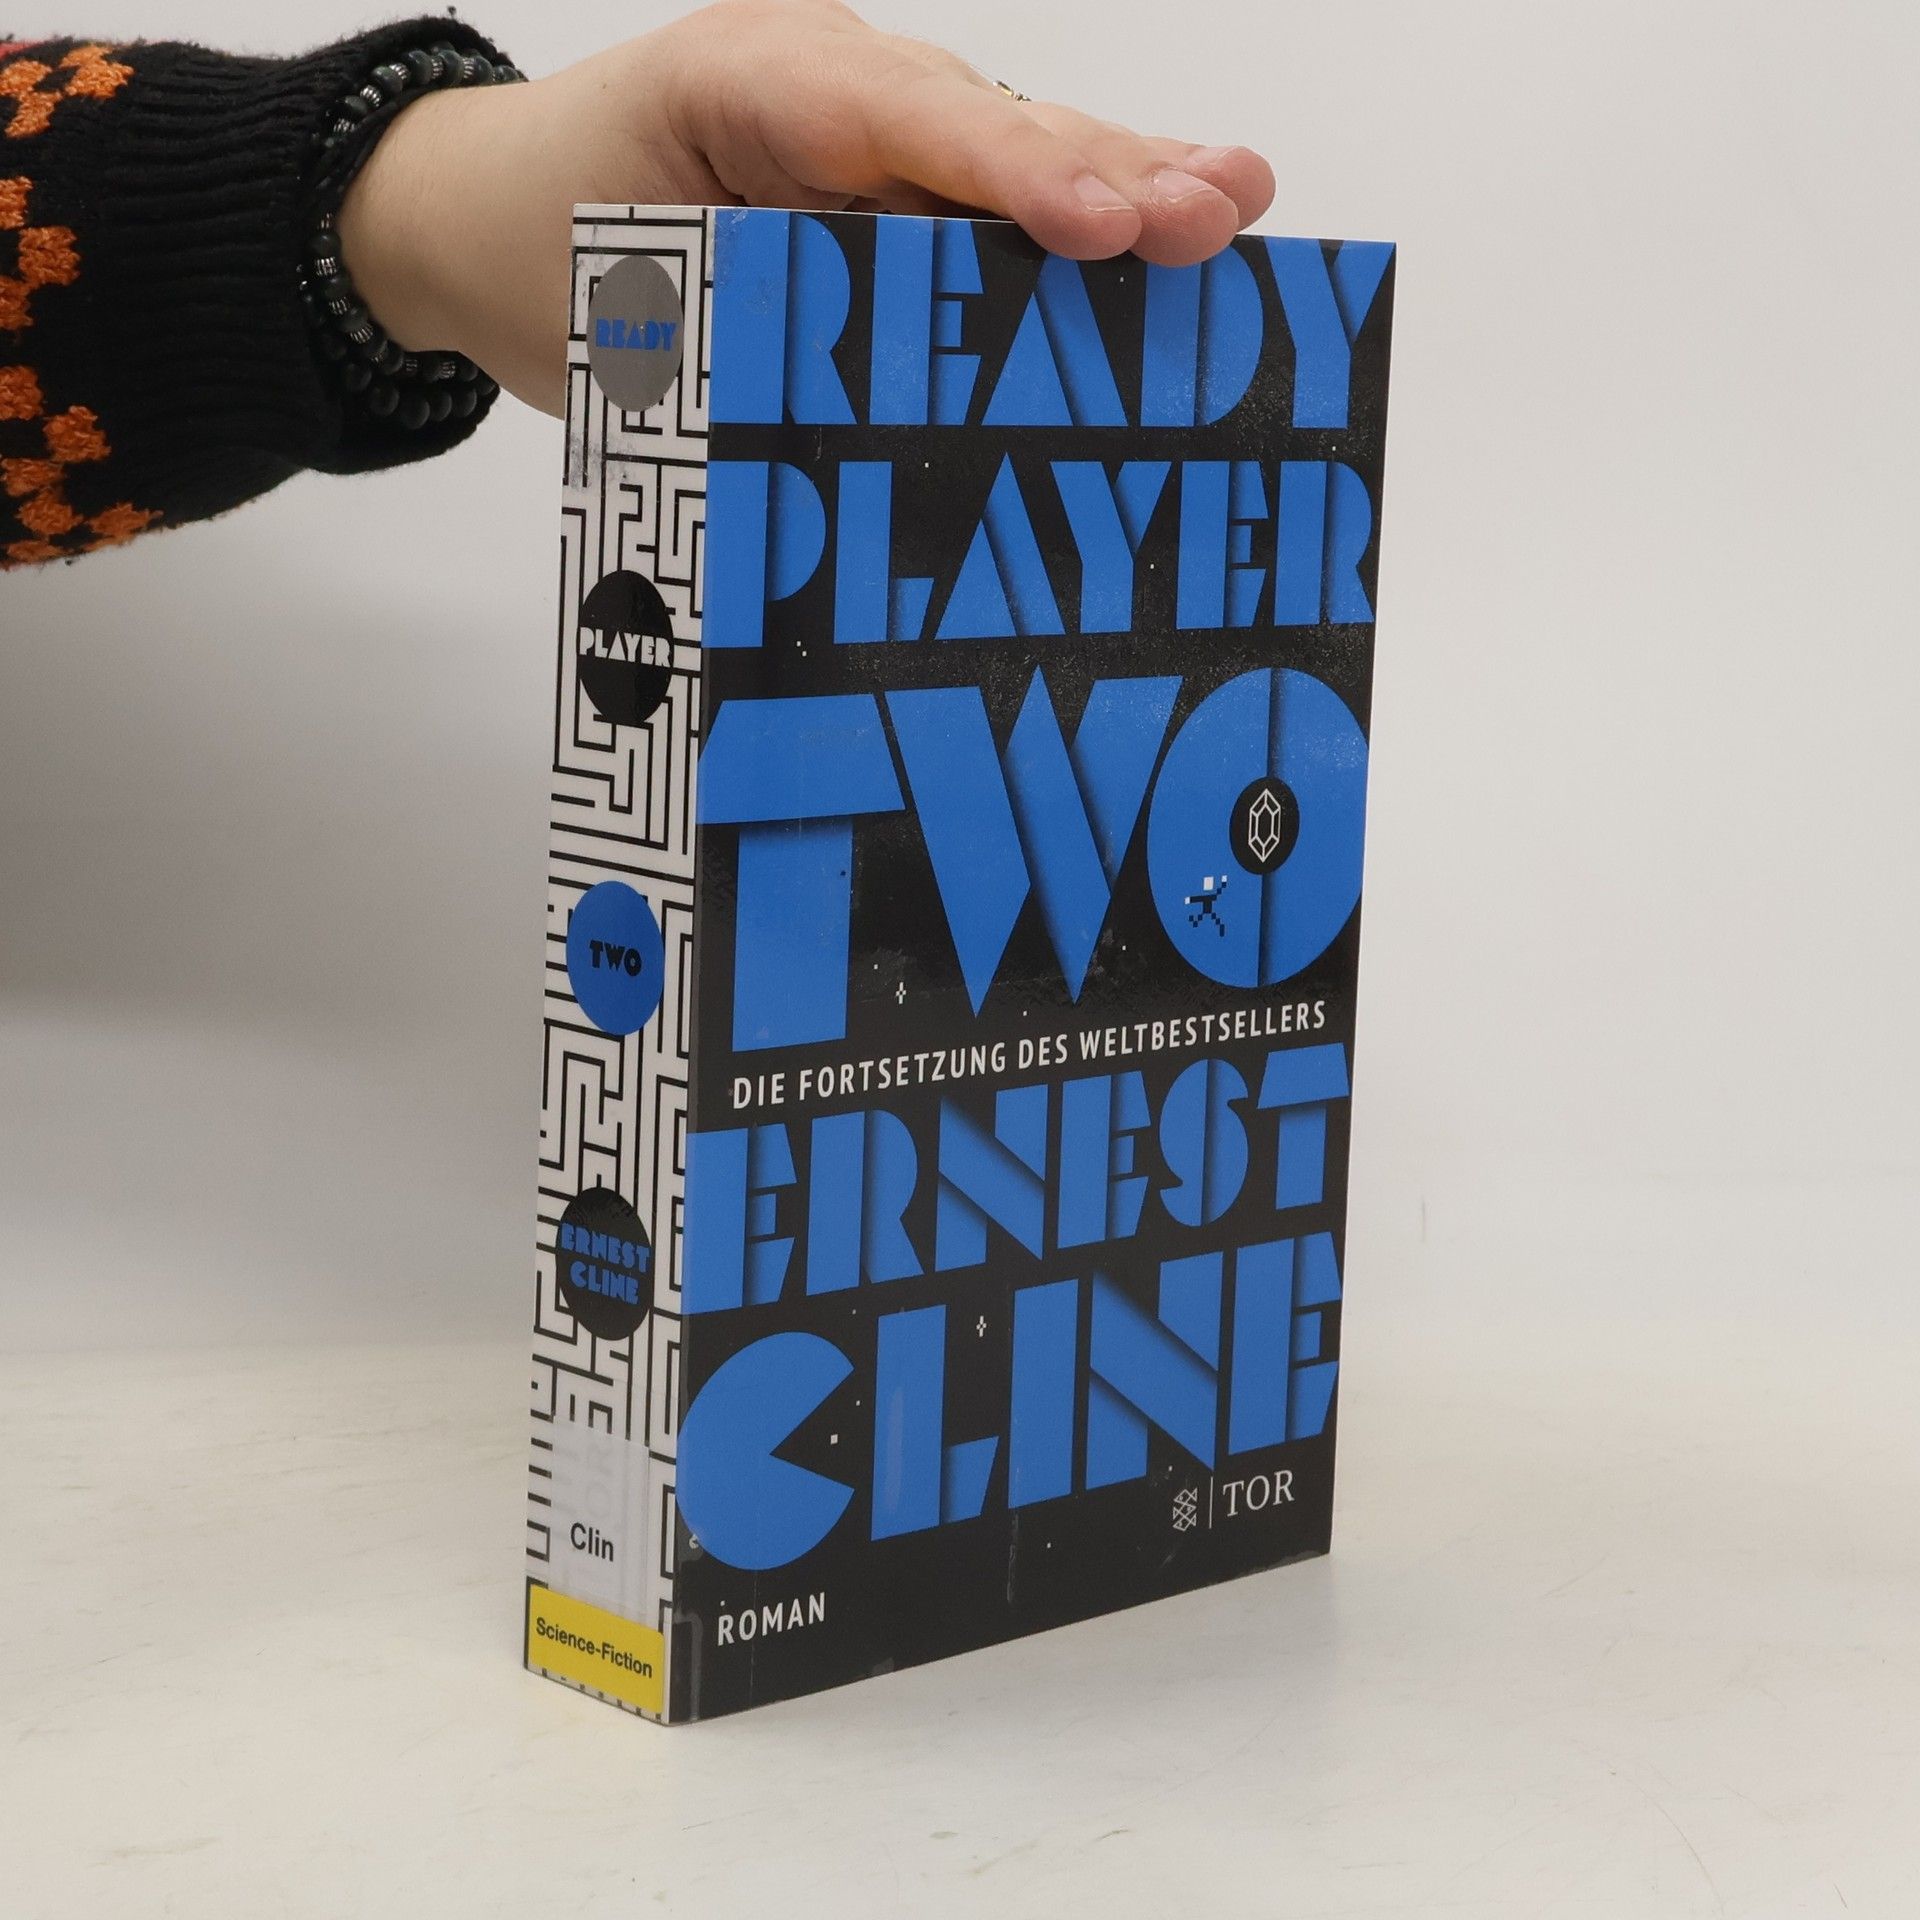 READY
PLAYER
TWO
ERNEST
CLINE
Clin
Science-Fiction
READY
PLAYER
TWO
DIE FORTSETZUNG DES WELTBESTSELLERS
ERNEST
CLINE
TOR
ROMAN